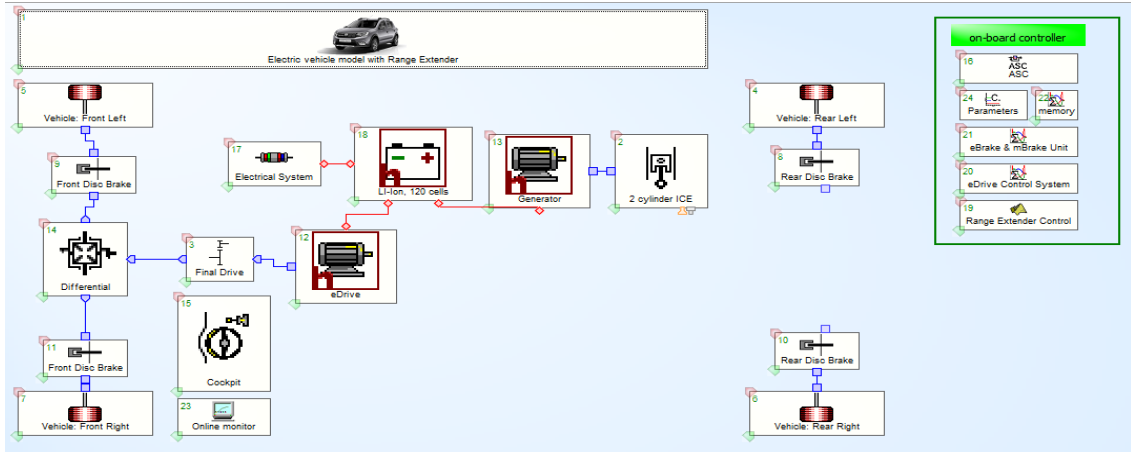 1
Electric vehicle model with Range Extender
on-board controller
16
ASC
ASC
24
Parameters
22
memory
21
eBrake & mBrake Unit
20
eDrive Control System
19
Range Extender Control
5
Vehicle: Front Left
4
Vehicle: Rear Left
9
Front Disc Brake
17
Electrical System
18
LI-Ion, 120 cells
13
Generator
2
2 cylinder ICE
8
Rear Disc Brake
14
Differential
3
Final Drive
12
eDrive
15
Cockpit
11
Front Disc Brake
10
Rear Disc Brake
7
Vehicle: Front Right
23
Online monitor
6
Vehicle: Rear Right